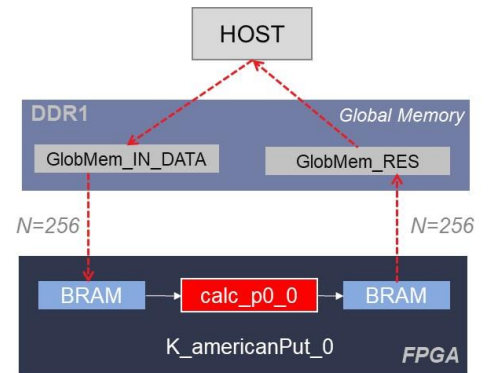 HOST
DDR1
Global Memory
GlobMem_IN_DATA
GlobMem_RES
N=256
N=256
BRAM
calc_p0_0
BRAM
K_americanPut_0
FPGA